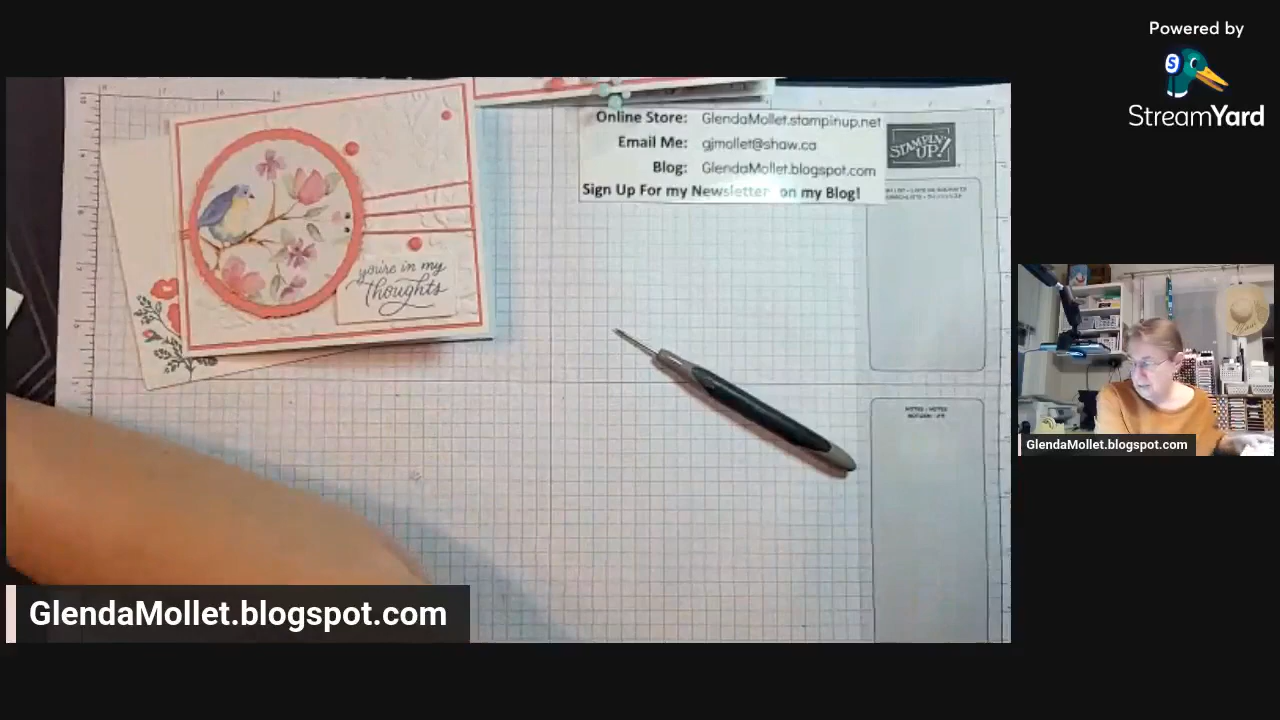 Powered by
StreamYard
Online Store: GlendaMollet.stampinup.net
Email Me: gjmollet@shaw.ca
Blog: GlendaMollet.blogspot.com
Sign Up For my Newsletter on my Blog!
STAMPIN' UP!
you're in my
thoughts
GlendaMollet.blogspot.com
GlendaMollet.blogspot.com